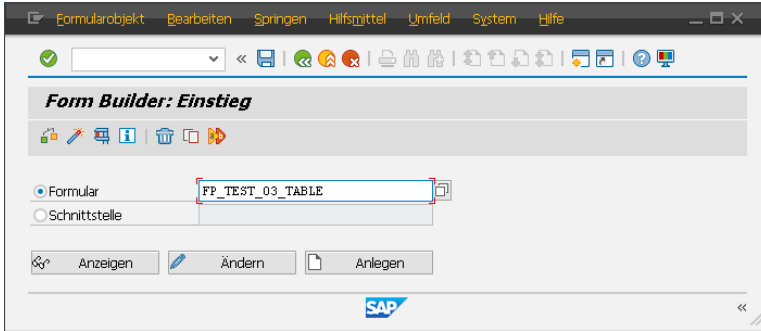 Formularobjekt Bearbeiten Springen Hilfsmittel Umfeld System Hilfe
Form Builder: Einstieg
Formular FP_TEST_03_TABLE
Schnittstelle
Anzeigen Ändern Anlegen
SAP